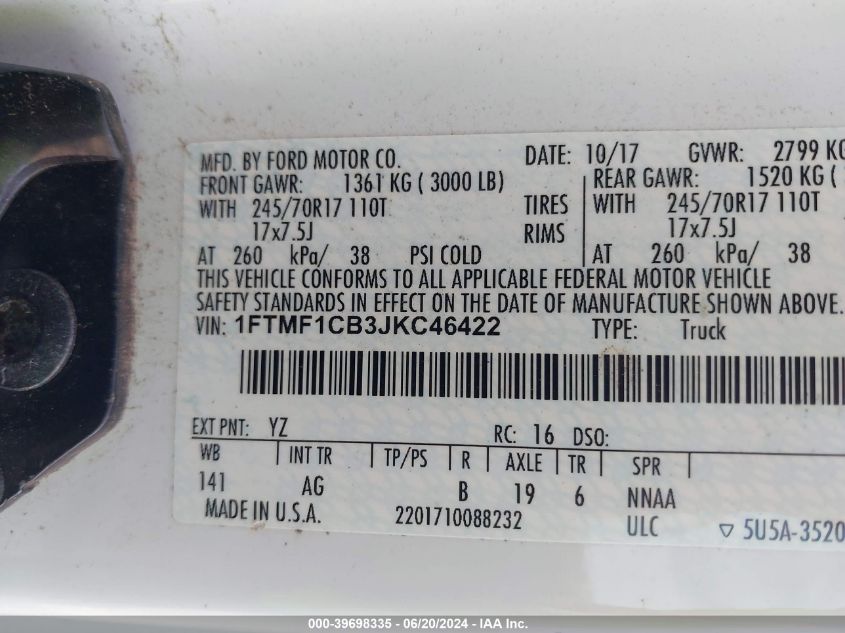 MFD. BY FORD MOTOR CO. DATE: 10/17 GVWR: 2799 KG
FRONT GAWR: 1361 KG ( 3000 LB) REAR GAWR: 1520 KG (
WITH 245/70R17 110T TIRES WITH 245/70R17 110T
17x7.5J RIMS 17x7.5J
AT 260 kPa/ 38 PSI COLD AT 260 kPa/ 38
THIS VEHICLE CONFORMS TO ALL APPLICABLE FEDERAL MOTOR VEHICLE
SAFETY STANDARDS IN EFFECT ON THE DATE OF MANUFACTURE SHOWN ABOVE.
VIN: 1FTMF1CB3JKC46422 TYPE: Truck
EXT PNT: YZ RC: 16 DSO:
WB INT TR TP/PS R AXLE TR SPR
141 AG B 19 6 NNAA
MADE IN U.S.A. 2201710088232 ULC ▽ 5U5A-3520
000-39698335 - 06/20/2024 - IAA Inc.